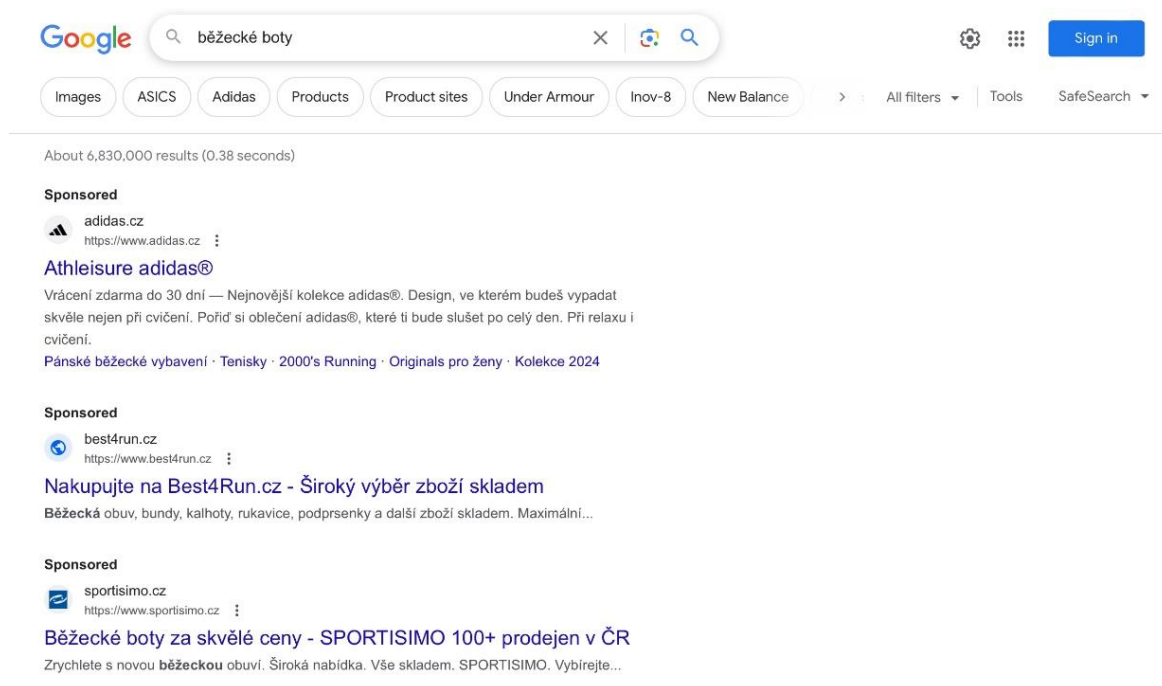 Google běžecké boty Sign in
Images ASICS Adidas Products Product sites Under Armour Inov-8 New Balance All filters Tools SafeSearch
About 6,830,000 results (0.38 seconds)
Sponsored
adidas.cz
https://www.adidas.cz
Athleisure adidas®
Vrácení zdarma do 30 dní — Nejnovější kolekce adidas®. Design, ve kterém budeš vypadat
skvěle nejen při cvičení. Pořiď si oblečení adidas®, které ti bude slušet po celý den. Při relaxu i
cvičení.
Pánské běžecké vybavení · Tenisky · 2000's Running · Originals pro ženy · Kolekce 2024
Sponsored
best4run.cz
https://www.best4run.cz
Nakupujte na Best4Run.cz - Široký výběr zboží skladem
Běžecká obuv, bundy, kalhoty, rukavice, podprsenky a další zboží skladem. Maximální...
Sponsored
sportisimo.cz
https://www.sportisimo.cz
Běžecké boty za skvělé ceny - SPORTISIMO 100+ prodejen v ČR
Zrychlete s novou běžeckou obuví. Široká nabídka. Vše skladem. SPORTISIMO. Vybírejte...